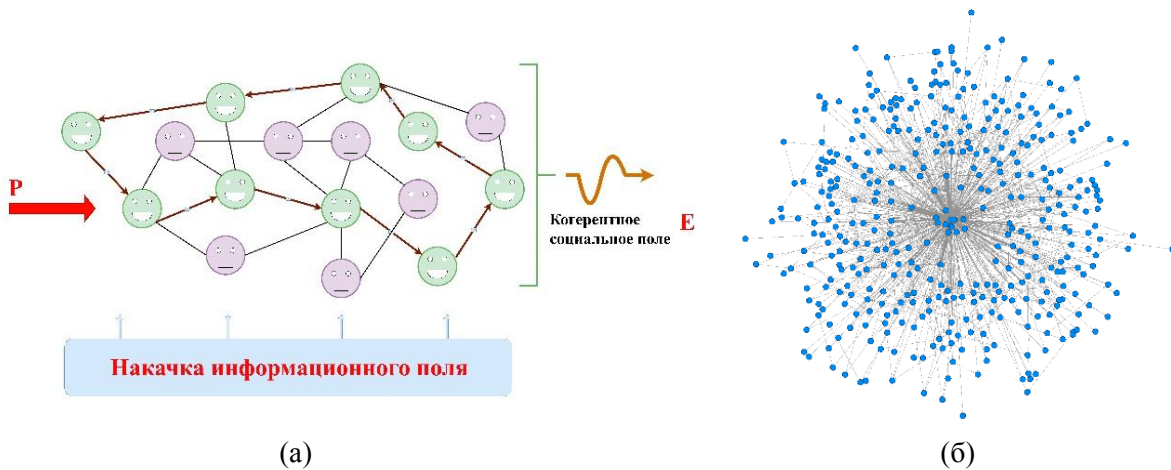 P
Когерентное
социальное поле
E
Накачка информационного поля
(а)
(б)